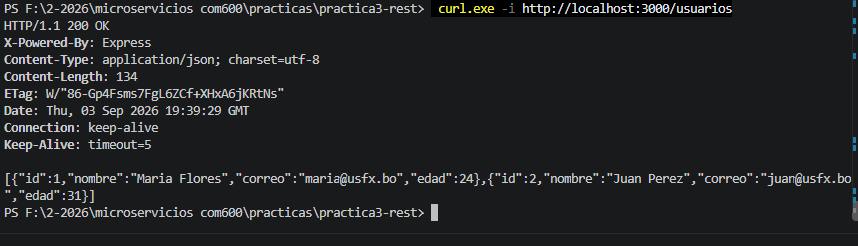 PS F:\2-2026\microservicios com600\practicas\practica3-rest> curl.exe -i http://localhost:3000/usuarios
HTTP/1.1 200 OK
X-Powered-By: Express
Content-Type: application/json; charset=utf-8
Content-Length: 134
ETag: W/"86-Gp4Fsms7FgL6ZCf+XHxA6jKRtNs"
Date: Thu, 03 Sep 2026 19:39:29 GMT
Connection: keep-alive
Keep-Alive: timeout=5
[{"id":1,"nombre":"Maria Flores","correo":"maria@usfx.bo","edad":24},{"id":2,"nombre":"Juan Perez","correo":"juan@usfx.bo
","edad":31}]
PS F:\2-2026\microservicios com600\practicas\practica3-rest>